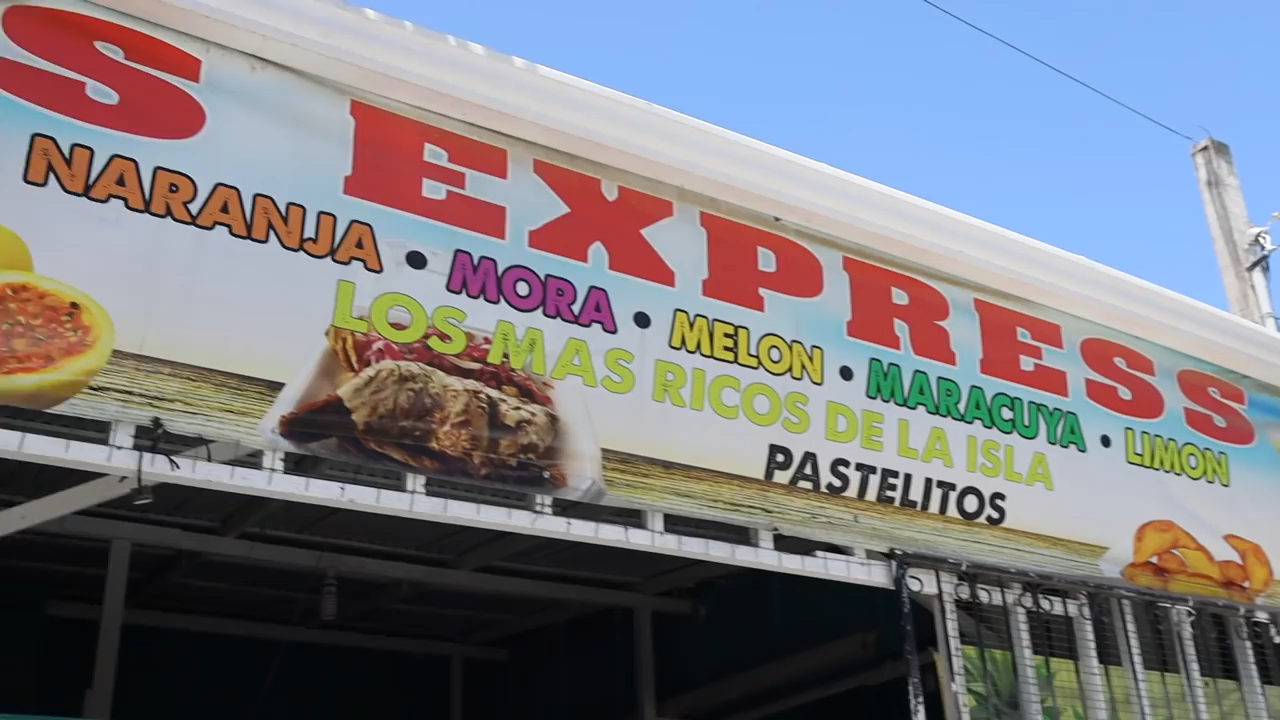 S EXPRESS
NARANJA • MORA • MELON • MARACUYA • LIMON
LOS MAS RICOS DE LA ISLA
PASTELITOS